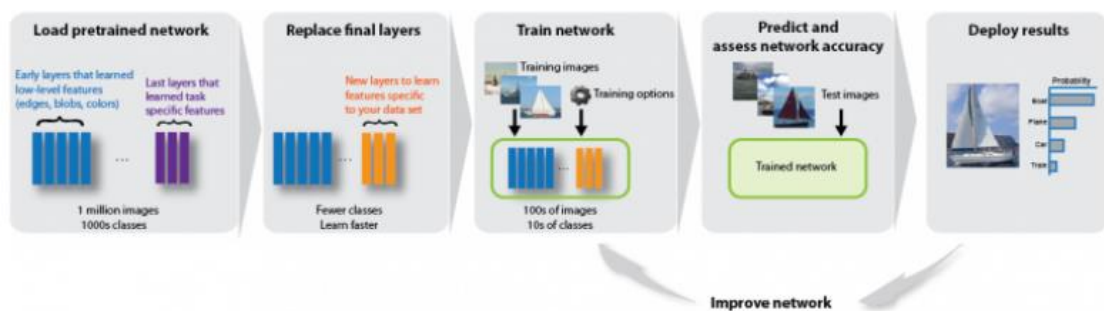 Load pretrained network
Early layers that learned
low-level features
(edges, blobs, colors)
Last layers that
learned task
specific features
...
1 million images
1000s classes
Replace final layers
New layers to learn
features specific
to your data set
...
Fewer classes
Learn faster
Train network
Training images
Training options
...
100s of images
10s of classes
Predict and
assess network accuracy
Test images
Trained network
Deploy results
Probability
Boat
Plane
Car
Train
Improve network